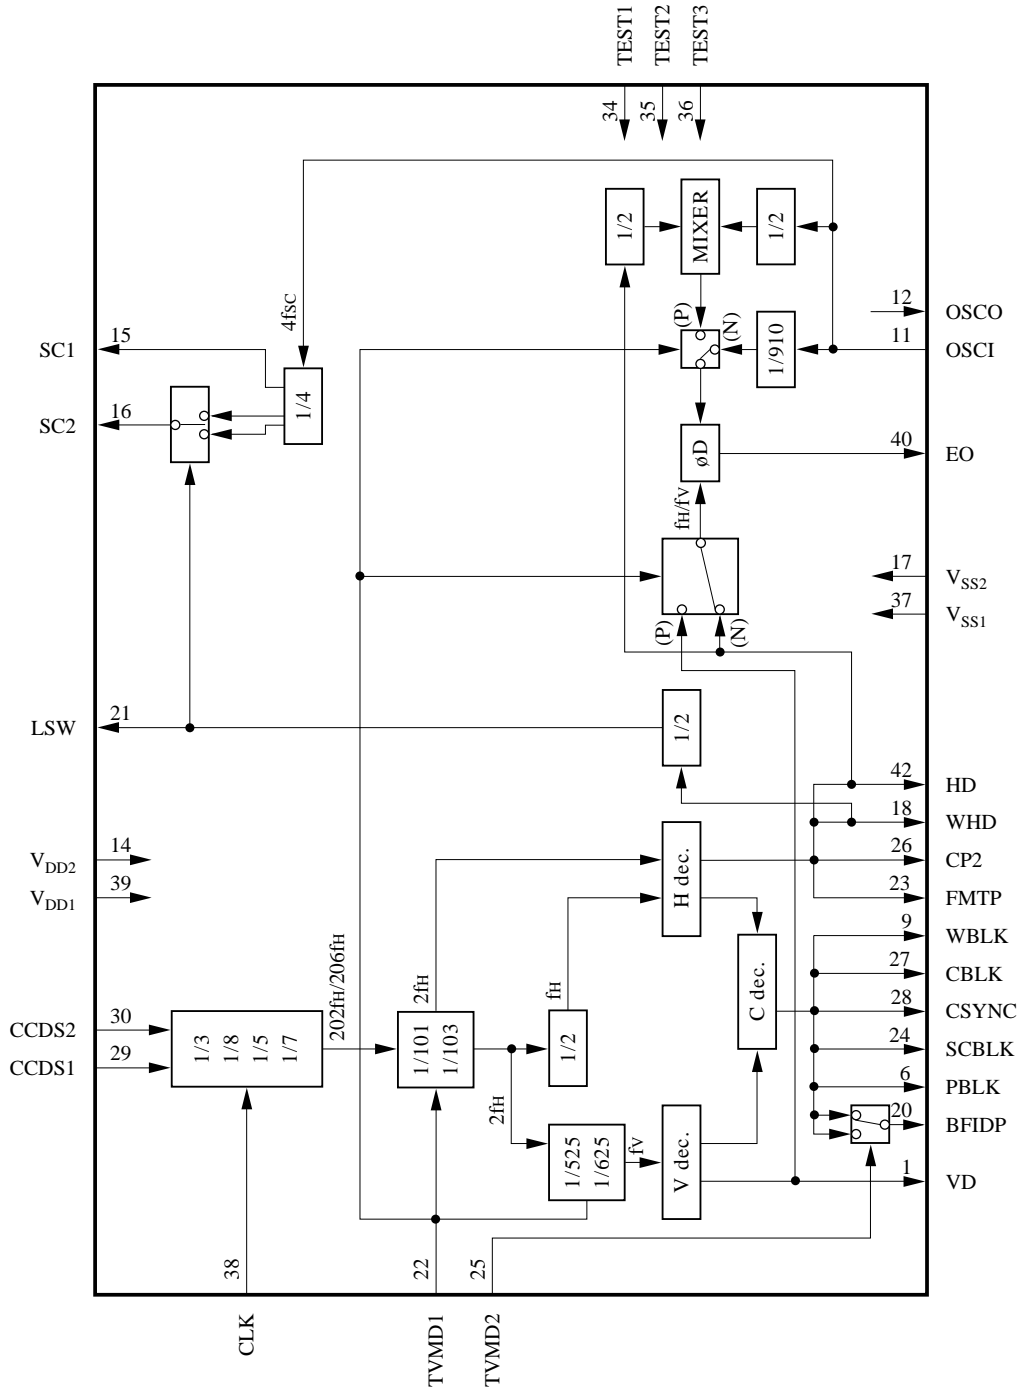 TEST1
TEST2
TEST3
34
35
36
1/2
MIXER
1/2
4fSC
(P)
(N)
12
OSCO
15
SC1
11
OSCI
1/910
16
SC2
1/4
øD
40
EO
fH/fV
17
VSS2
37
VSS1
(P)
(N)
21
LSW
1/2
42
HD
18
WHD
14
VDD2
26
CP2
39
VDD1
H dec.
23
FMTP
9
WBLK
202fH/206fH
2fH
fH
27
CBLK
C dec.
30
CCDS2
28
CSYNC
29
CCDS1
1/3
1/8
1/5
1/7
1/101
1/103
1/2
24
SCBLK
2fH
6
PBLK
20
BFIDP
1/525
1/625
fV
V dec.
1
VD
38
22
25
CLK
TVMD1
TVMD2